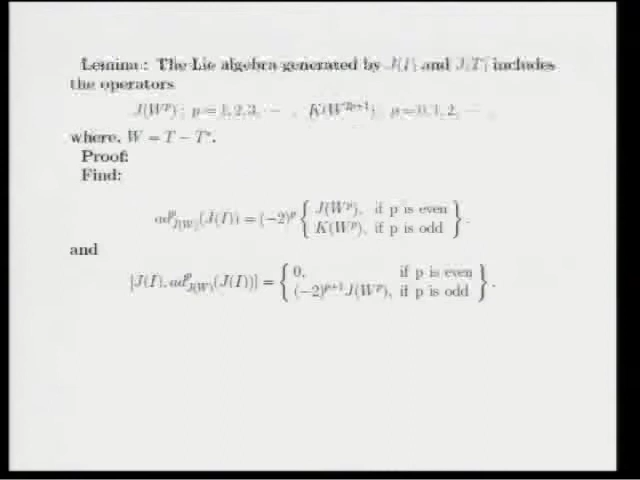 Lemma: The Lie algebra generated by J(I) and J(T) includes
the operators
J(W^p); p = 1, 2, 3, ⋯ , K(W^{2p+1}); p = 0, 1, 2, ⋯ .
where, W = T − T*.
Proof:
Find:
ad^p_{J(W)}(J(I)) = (−2)^p { J(W^p), if p is even
K(W^p), if p is odd } .
and
[J(I), ad^p_{J(W)}(J(I))] = { 0, if p is even
(−2)^{p+1} J(W^p), if p is odd } .